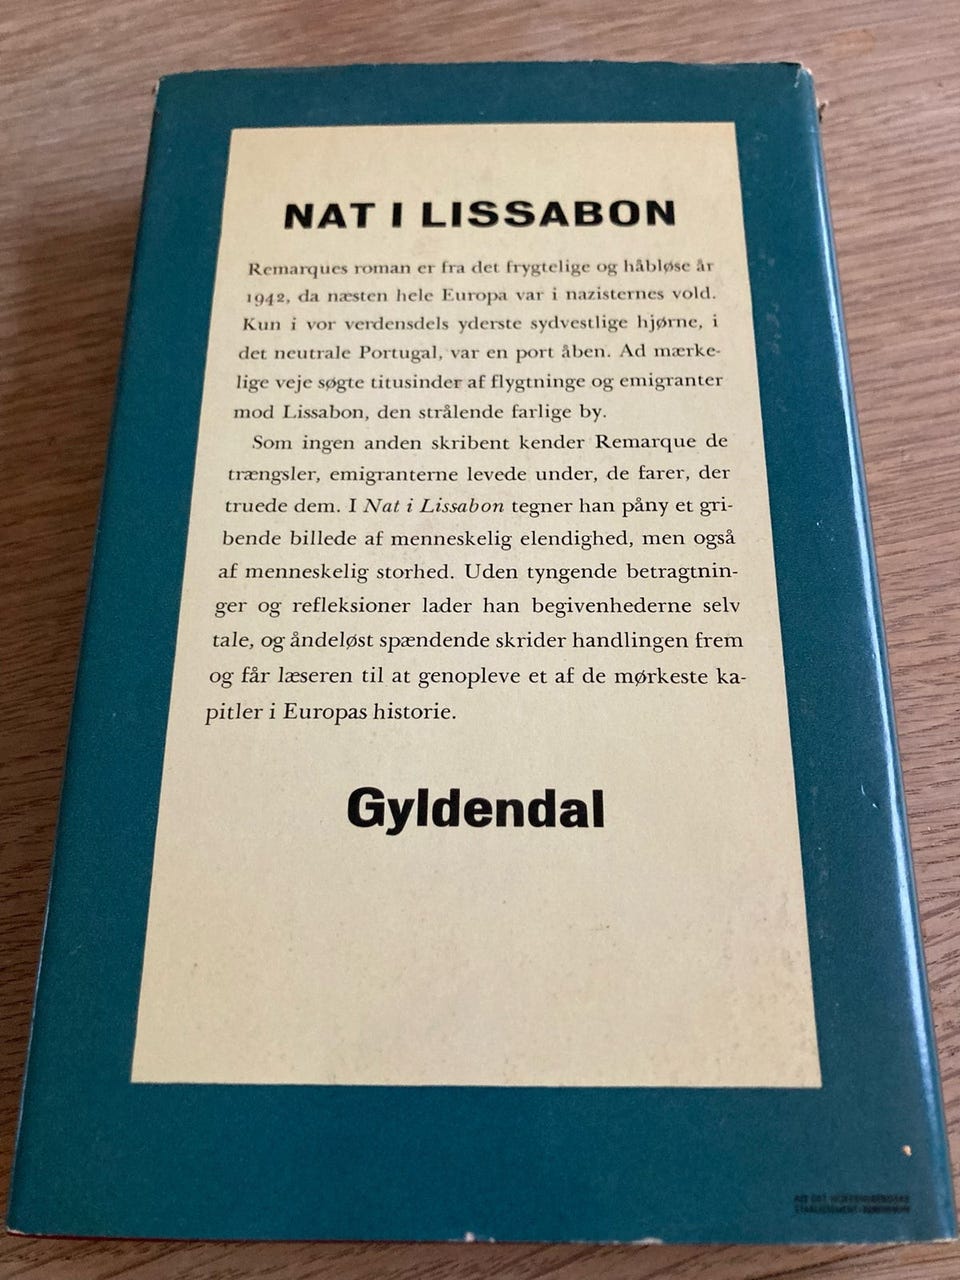 NAT I LISSABON
Remarques roman er fra det frygtelige og håbløse år
1942, da næsten hele Europa var i nazisternes vold.
Kun i vor verdensdels yderste sydvestlige hjørne, i
det neutrale Portugal, var en port åben. Ad mærke-
lige veje søgte titusinder af flygtninge og emigranter
mod Lissabon, den strålende farlige by.
Som ingen anden skribent kender Remarque de
trængsler, emigranterne levede under, de farer, der
truede dem. I Nat i Lissabon tegner han påny et gri-
bende billede af menneskelig elendighed, men også
af menneskelig storhed. Uden tyngende betragtnin-
ger og refleksioner lader han begivenhederne selv
tale, og åndeløst spændende skrider handlingen frem
og får læseren til at genopleve et af de mørkeste ka-
pitler i Europas historie.
Gyldendal